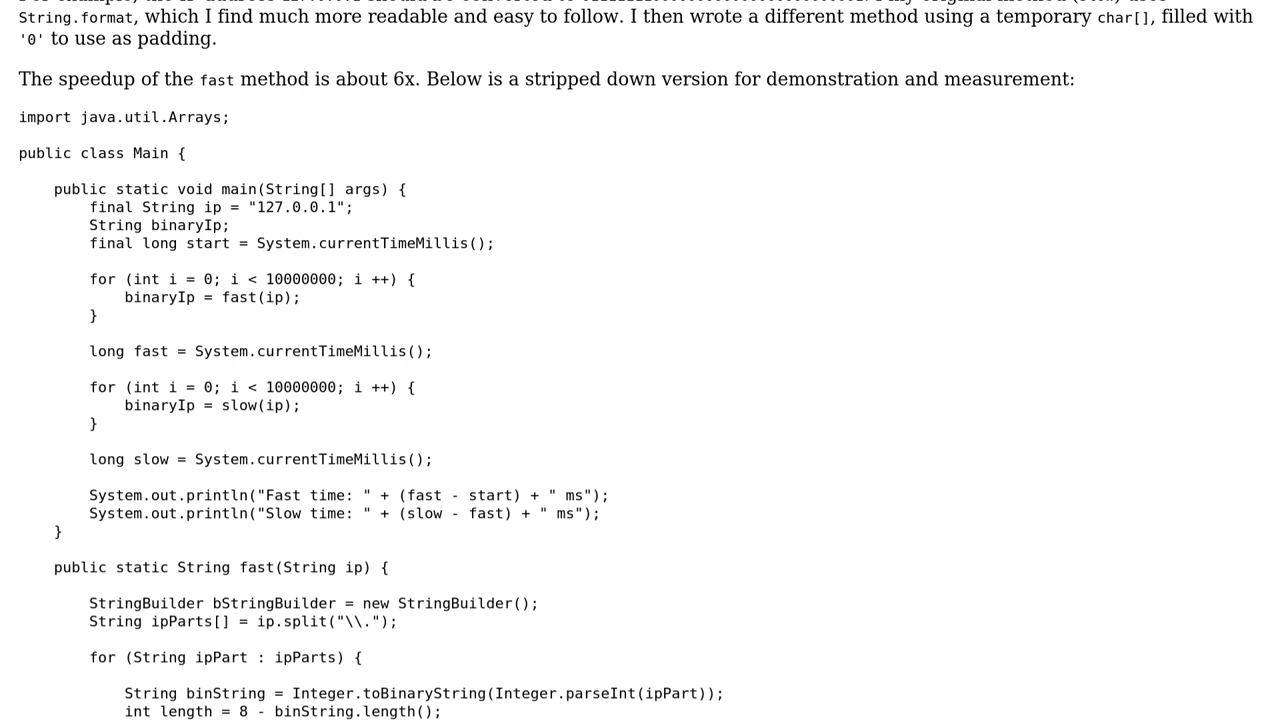 String.format, which I find much more readable and easy to follow. I then wrote a different method using a temporary char[], filled with
'0' to use as padding.
The speedup of the fast method is about 6x. Below is a stripped down version for demonstration and measurement:
import java.util.Arrays;
public class Main {
    public static void main(String[] args) {
        final String ip = "127.0.0.1";
        String binaryIp;
        final long start = System.currentTimeMillis();
        for (int i = 0; i < 10000000; i ++) {
            binaryIp = fast(ip);
        }
        long fast = System.currentTimeMillis();
        for (int i = 0; i < 10000000; i ++) {
            binaryIp = slow(ip);
        }
        long slow = System.currentTimeMillis();
        System.out.println("Fast time: " + (fast - start) + " ms");
        System.out.println("Slow time: " + (slow - fast) + " ms");
    }
    public static String fast(String ip) {
        StringBuilder bStringBuilder = new StringBuilder();
        String ipParts[] = ip.split("\\.");
        for (String ipPart : ipParts) {
            String binString = Integer.toBinaryString(Integer.parseInt(ipPart));
            int length = 8 - binString.length();